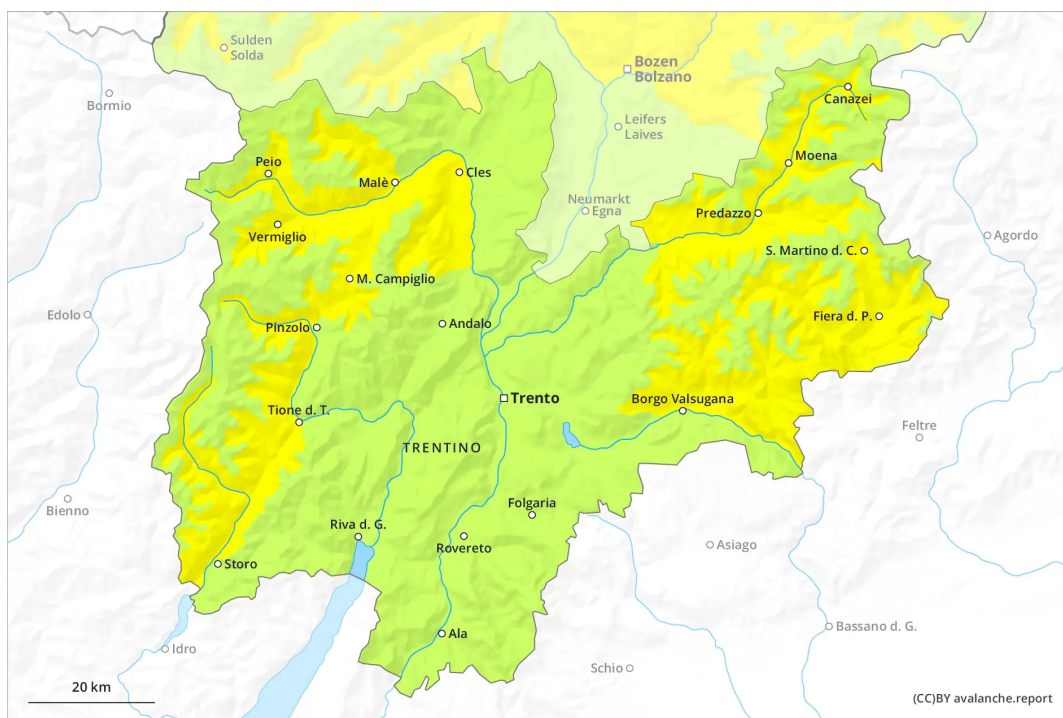 Sulden
Solda
Bozen
Bolzano
Bormio
Canazei
Leifers
Laives
Moena
Peio
Malè
Cles
Neumarkt
Egna
Predazzo
Vermiglio
Agordo
S. Martino d. C.
M. Campiglio
Edolo
Pinzolo
Andalo
Fiera d. P.
Trento
Borgo Valsugana
Tione d. T.
Feltre
TRENTINO
Bienno
Folgaria
Riva d. G.
Rovereto
Asiago
Storo
Bassano d. G.
Ala
Idro
Schio
20 km
(CC)BY avalanche.report